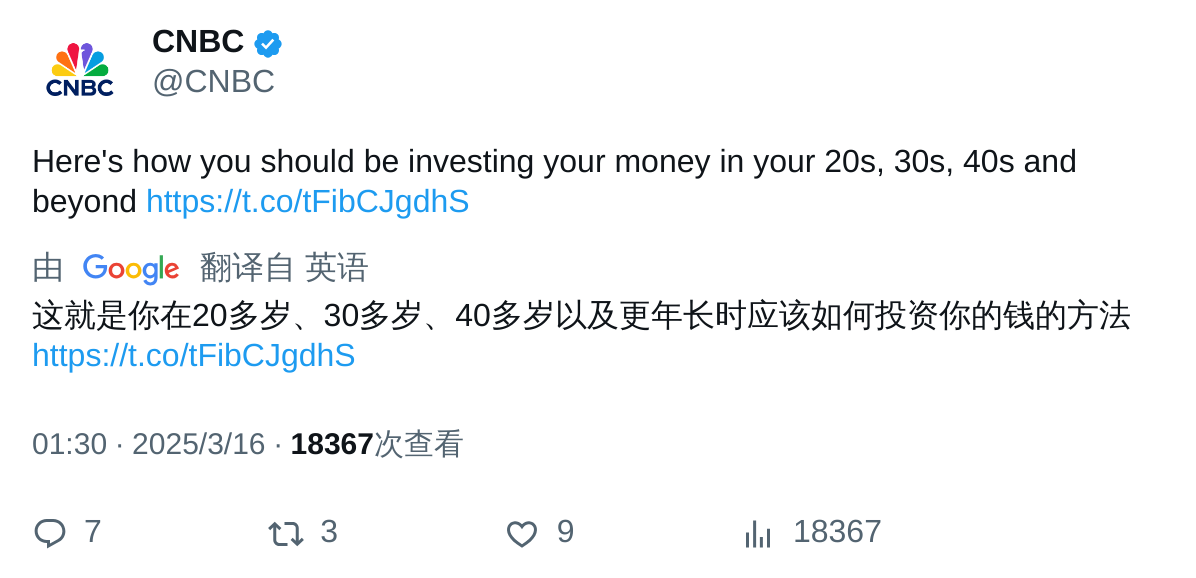 CNBC
CNBC
@CNBC
Here's how you should be investing your money in your 20s, 30s, 40s and
beyond https://t.co/tFibCJgdhS
由 Google 翻译自 英语
这就是你在20多岁、30多岁、40多岁以及更年长时应该如何投资你的钱的方法
https://t.co/tFibCJgdhS
01:30 · 2025/3/16 · 18367次查看
7 3 9 18367